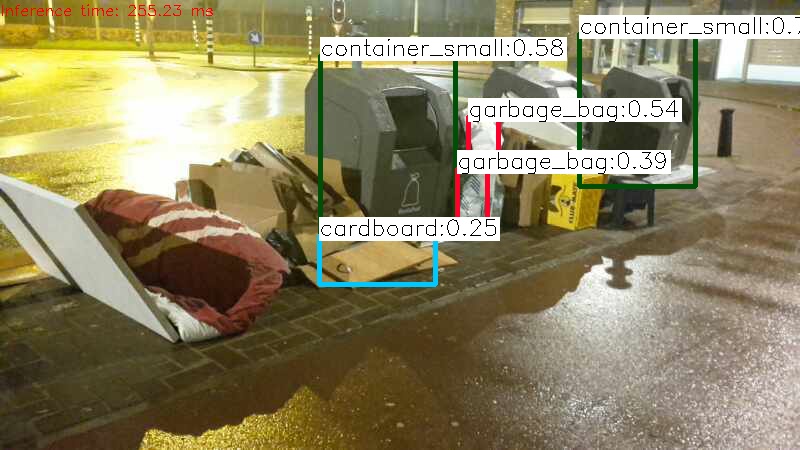 Inference time: 255.23 ms
container_small:0.7
container_small:0.58
garbage_bag:0.54
garbage_bag:0.39
cardboard:0.25